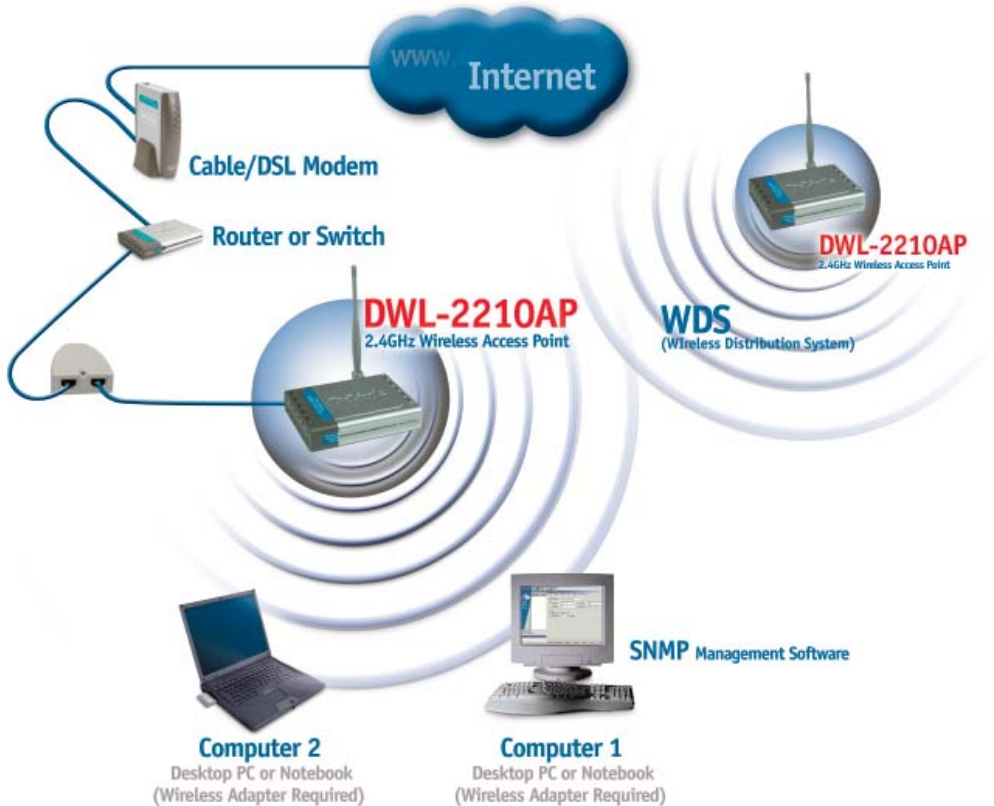 www.
Internet
Cable/DSL Modem
Router or Switch
DWL-2210AP
2.4GHz Wireless Access Point
DWL-2210AP
2.4GHz Wireless Access Point
WDS
(WIreless Distribution System)
SNMP Management Software
Computer 2
Desktop PC or Notebook
(Wireless Adapter Required)
Computer 1
Desktop PC or Notebook
(Wireless Adapter Required)